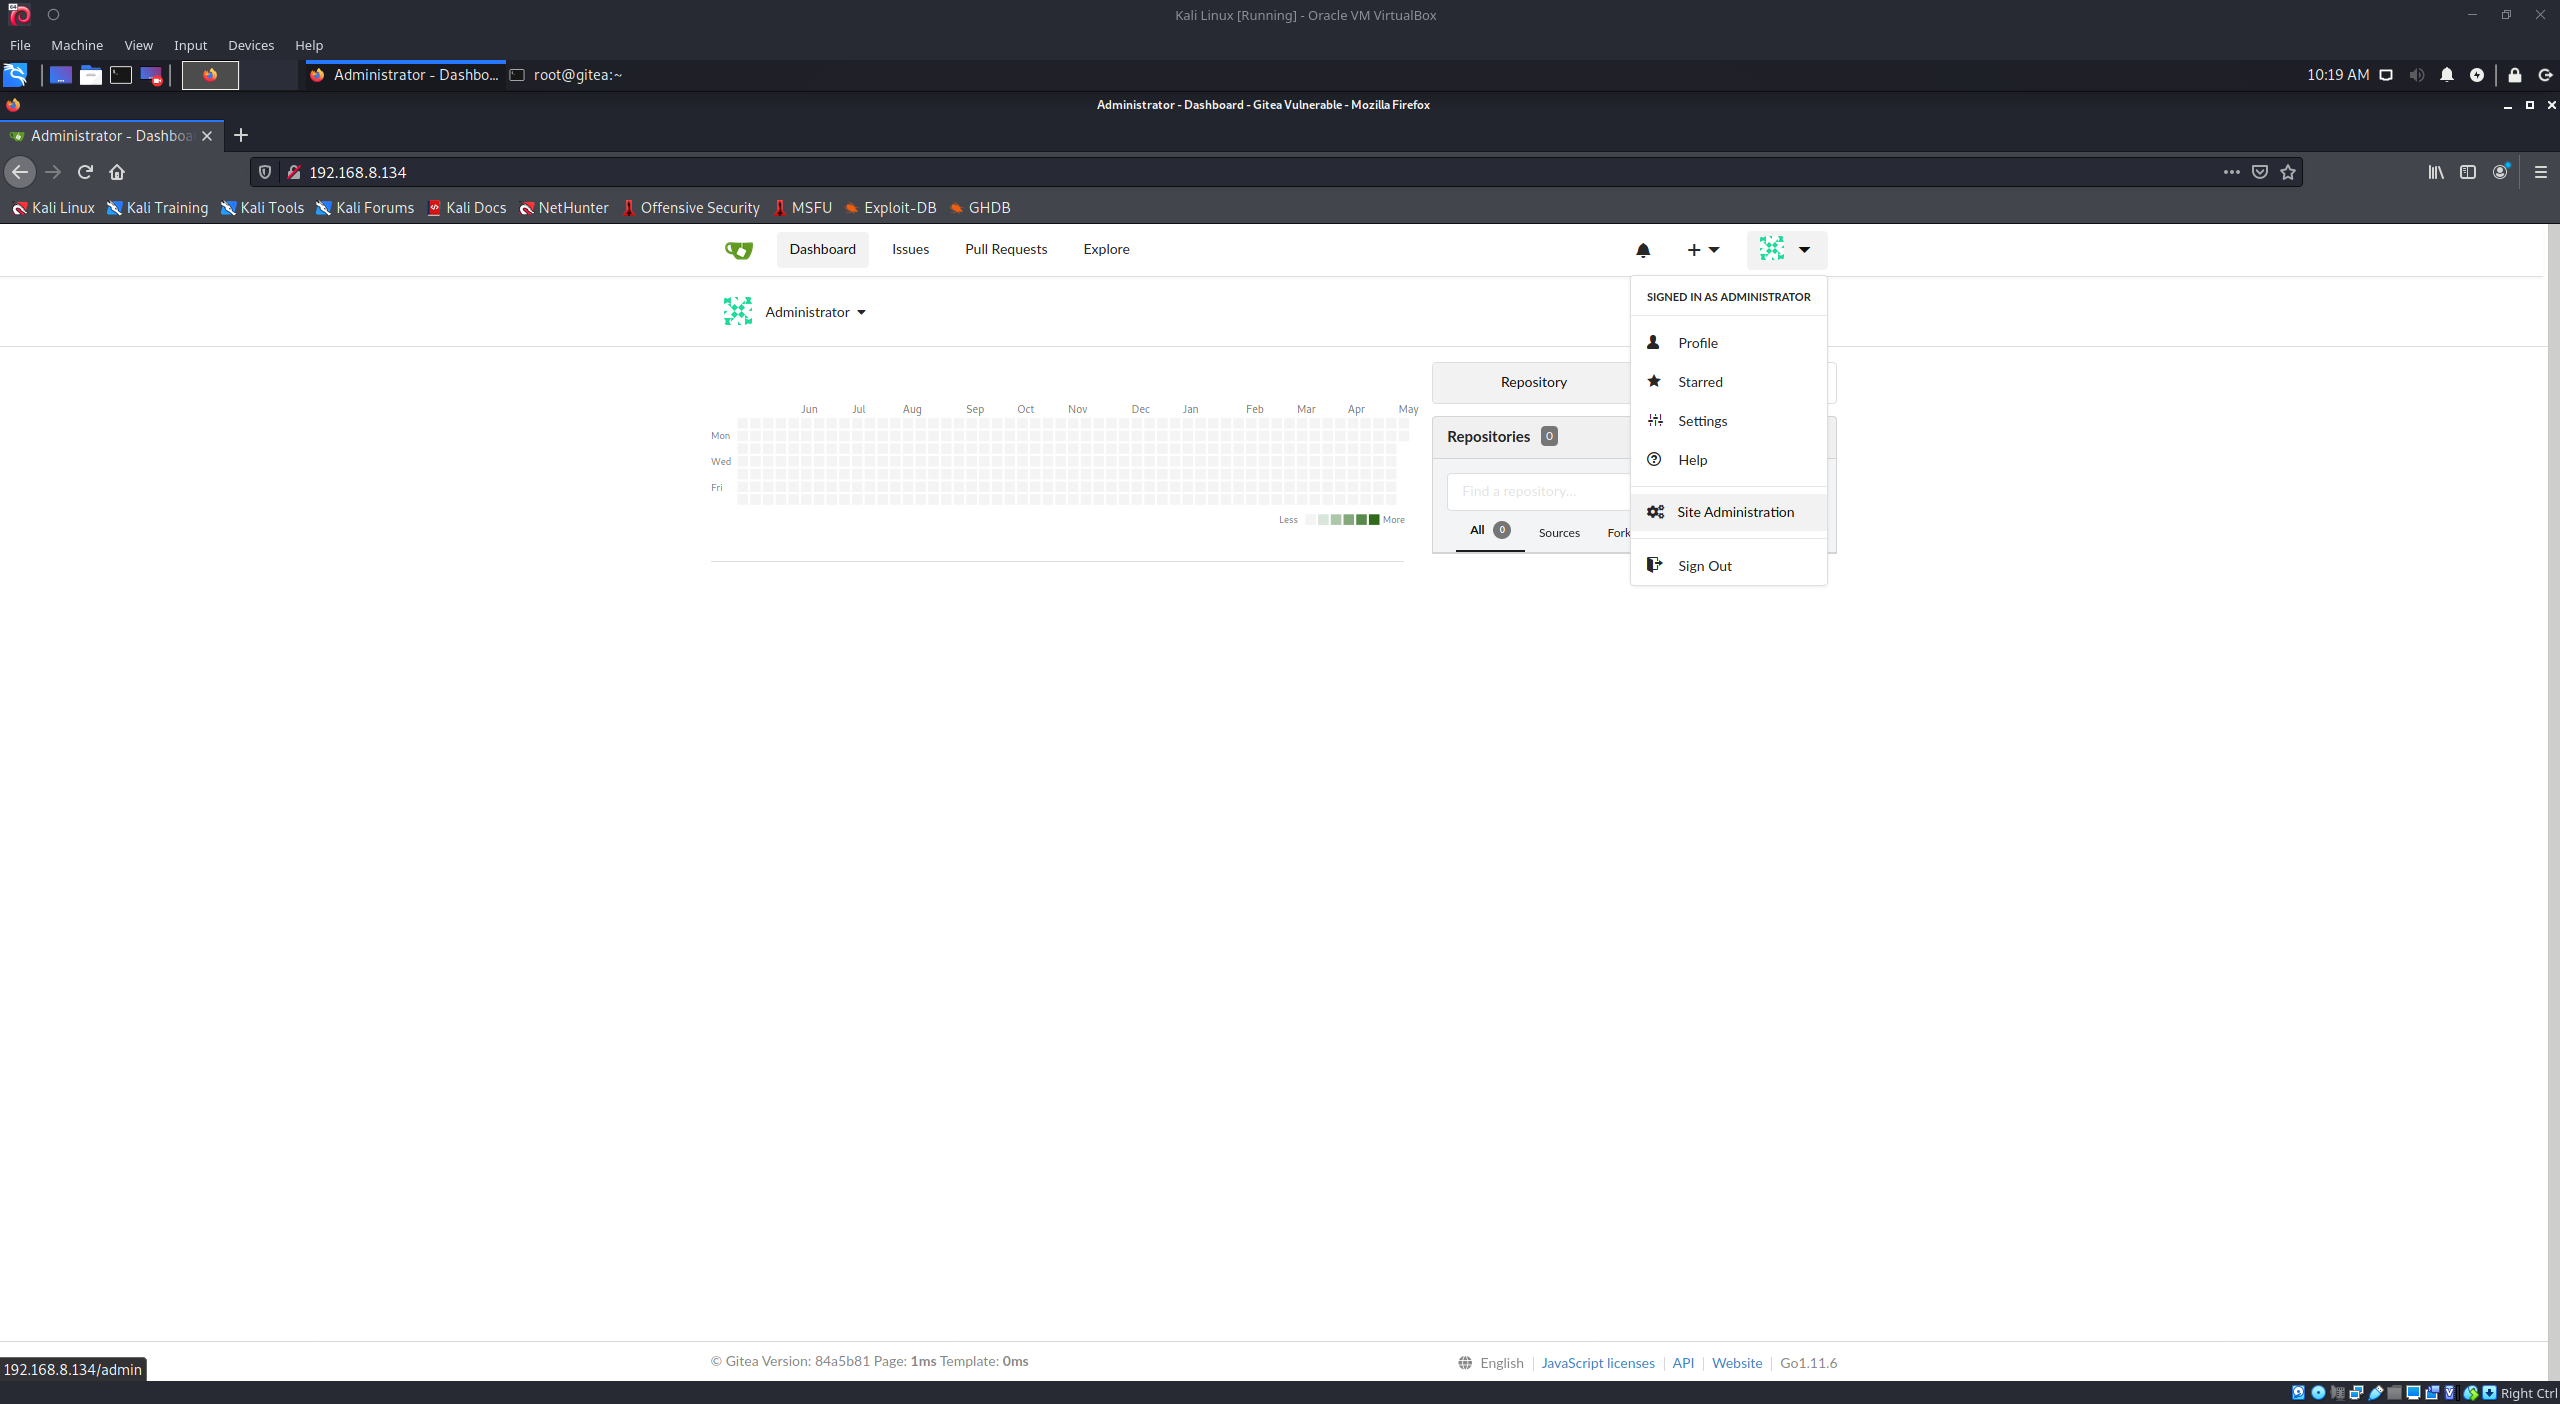 Kali Linux [Running] - Oracle VM VirtualBox
File Machine View Input Devices Help
Administrator - Dashbo... root@gitea:~ 10:19 AM
Administrator - Dashboard - Gitea Vulnerable - Mozilla Firefox
Administrator - Dashboa
192.168.8.134
Kali Linux Kali Training Kali Tools Kali Forums Kali Docs NetHunter Offensive Security MSFU Exploit-DB GHDB
Dashboard Issues Pull Requests Explore
SIGNED IN AS ADMINISTRATOR
Administrator
Profile
Repository Starred
Jun Jul Aug Sep Oct Nov Dec Jan Feb Mar Apr May
Settings
Mon
Repositories 0
Wed Help
Fri
Find a repository...
Site Administration
Less More
All 0 Sources Fork
Sign Out
© Gitea Version: 84a5b81 Page: 1ms Template: 0ms
English JavaScript licenses API Website Go1.11.6
192.168.8.134/admin
Right Ctrl